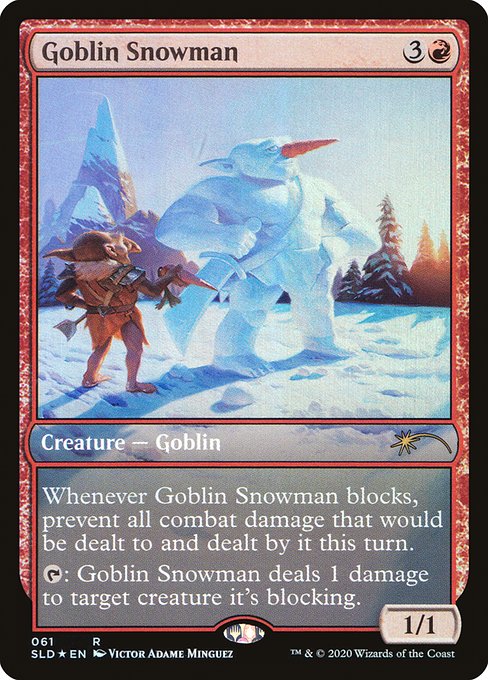 Goblin Snowman 3
Creature — Goblin
Whenever Goblin Snowman blocks,
prevent all combat damage that would
be dealt to and dealt by it this turn.
: Goblin Snowman deals 1 damage
to target creature it's blocking.
1/1
061 R
SLD ★ EN Victor Adame Minguez
™ & © 2020 Wizards of the Coast